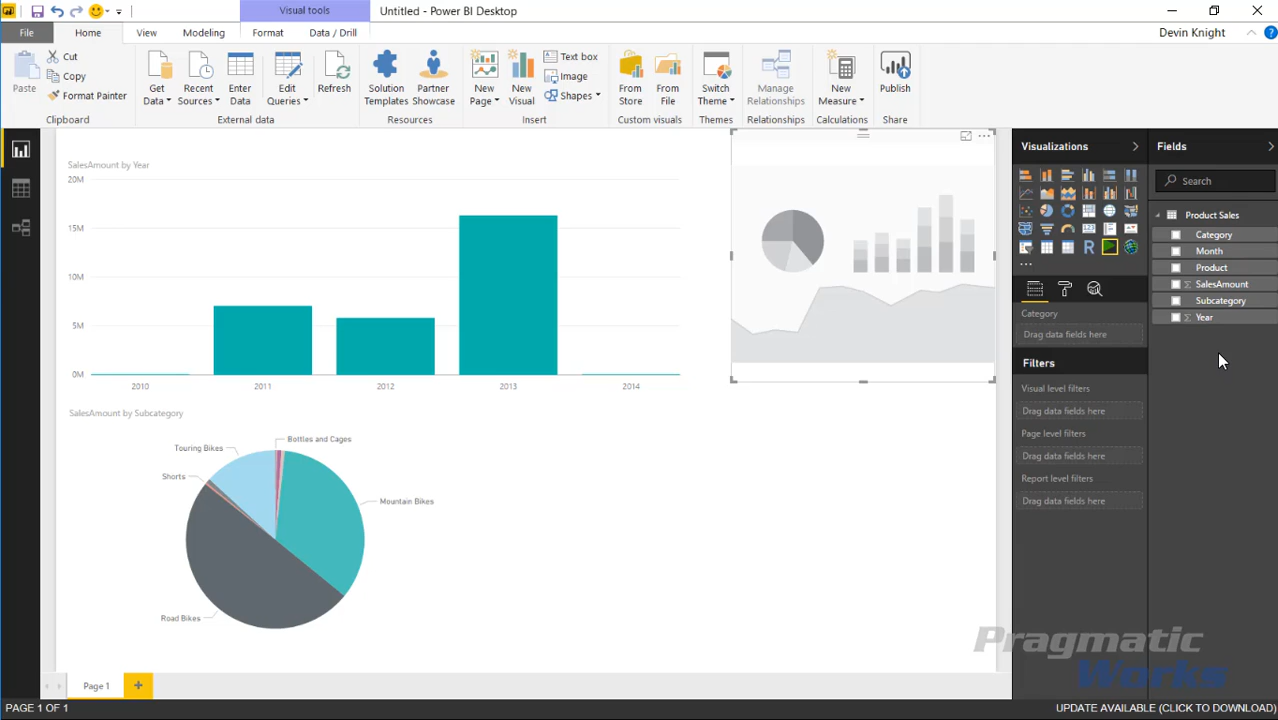 Visual tools
Untitled - Power BI Desktop
File
Home
View
Modeling
Format
Data / Drill
Devin Knight
Paste
Cut
Copy
Format Painter
Clipboard
Get Data
Recent Sources
Enter Data
Edit Queries
Refresh
External data
Solution Templates
Partner Showcase
Resources
New Page
New Visual
Text box
Image
Shapes
Insert
From Store
From File
Custom visuals
Switch Theme
Themes
Manage Relationships
Relationships
New Measure
Calculations
Publish
Share
SalesAmount by Year
20M
15M
10M
5M
0M
2010
2011
2012
2013
2014
SalesAmount by Subcategory
Bottles and Cages
Touring Bikes
Shorts
Mountain Bikes
Road Bikes
Visualizations
R
Category
Drag data fields here
Filters
Visual level filters
Drag data fields here
Page level filters
Drag data fields here
Report level filters
Drag data fields here
Fields
Search
Product Sales
Category
Month
Product
Σ SalesAmount
Subcategory
Σ Year
Pragmatic
Works
Page 1
+
PAGE 1 OF 1
UPDATE AVAILABLE (CLICK TO DOWNLOAD)